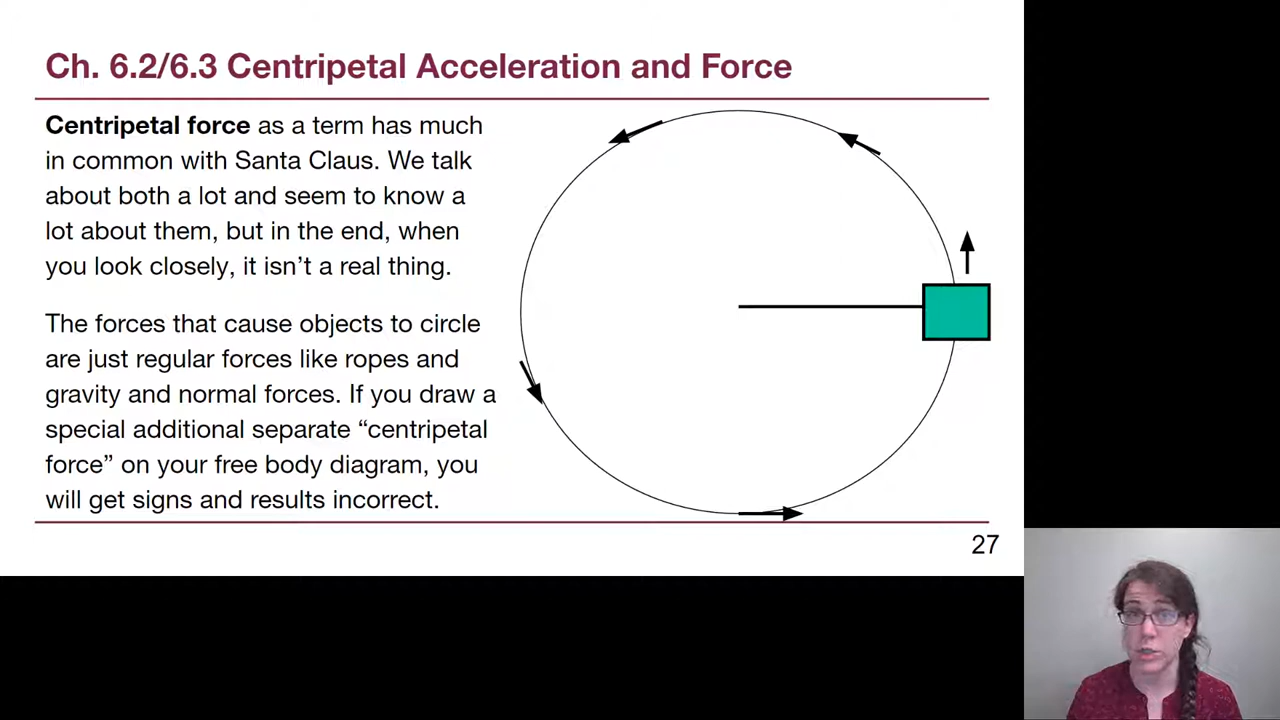 Ch. 6.2/6.3 Centripetal Acceleration and Force
Centripetal force as a term has much
in common with Santa Claus. We talk
about both a lot and seem to know a
lot about them, but in the end, when
you look closely, it isn’t a real thing.
The forces that cause objects to circle
are just regular forces like ropes and
gravity and normal forces. If you draw a
special additional separate “centripetal
force” on your free body diagram, you
will get signs and results incorrect.
27